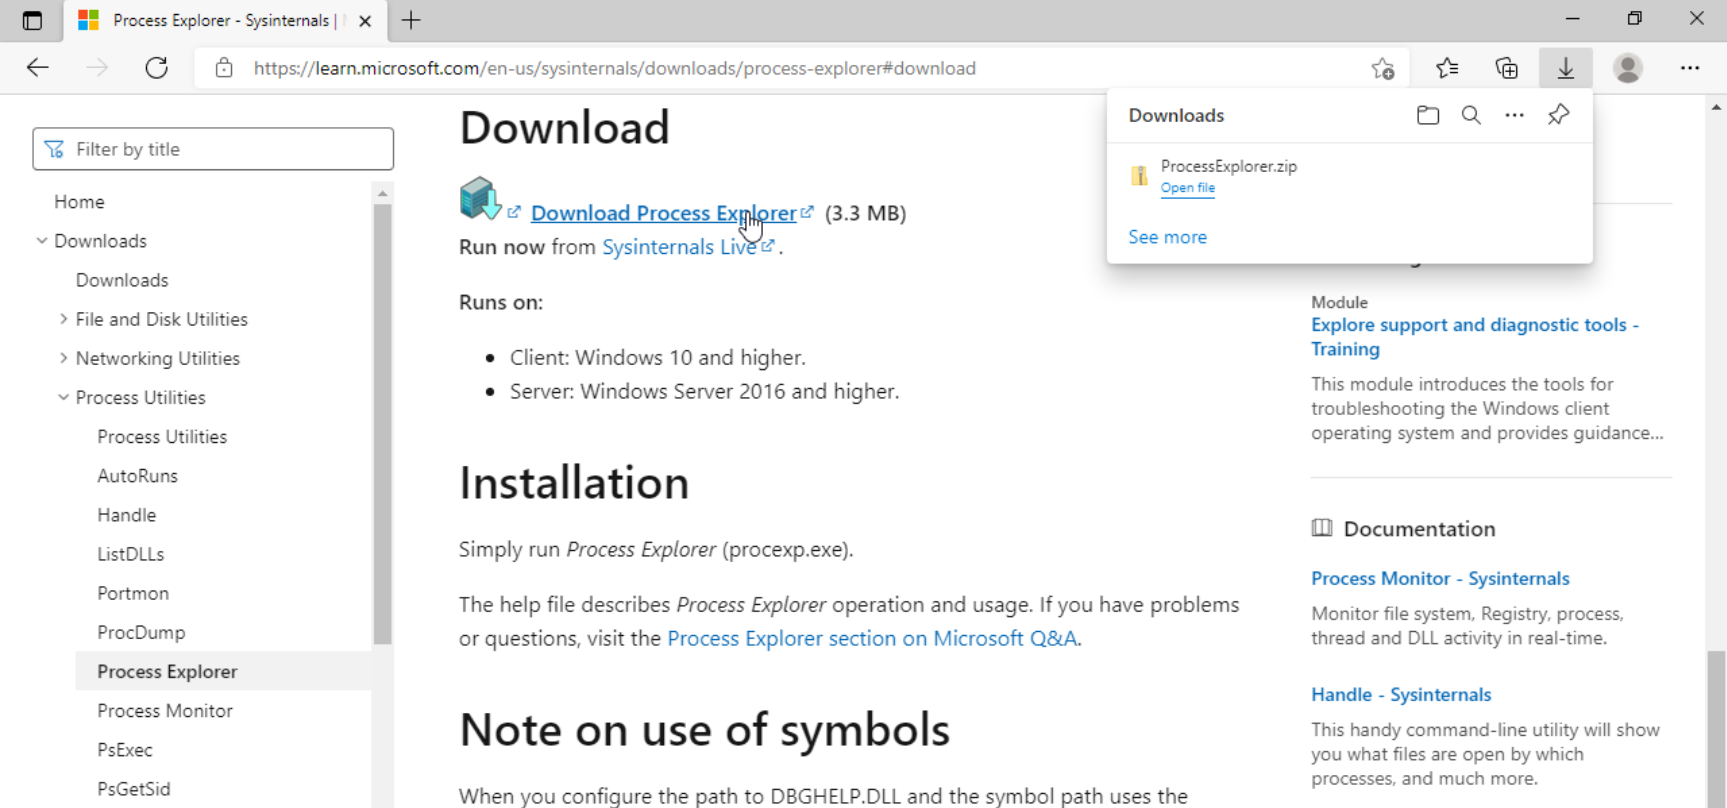 Process Explorer - Sysinternals |
https://learn.microsoft.com/en-us/sysinternals/downloads/process-explorer#download
Filter by title
Home
Downloads
Downloads
File and Disk Utilities
Networking Utilities
Process Utilities
Process Utilities
AutoRuns
Handle
ListDLLs
Portmon
ProcDump
Process Explorer
Process Monitor
PsExec
PsGetSid
Download
Download Process Explorer (3.3 MB)
Run now from Sysinternals Live.
Runs on:
• Client: Windows 10 and higher.
• Server: Windows Server 2016 and higher.
Installation
Simply run Process Explorer (procexp.exe).
The help file describes Process Explorer operation and usage. If you have problems
or questions, visit the Process Explorer section on Microsoft Q&A.
Note on use of symbols
When you configure the path to DBGHELP.DLL and the symbol path uses the
Downloads
ProcessExplorer.zip
Open file
See more
Module
Explore support and diagnostic tools -
Training
This module introduces the tools for
troubleshooting the Windows client
operating system and provides guidance...
Documentation
Process Monitor - Sysinternals
Monitor file system, Registry, process,
thread and DLL activity in real-time.
Handle - Sysinternals
This handy command-line utility will show
you what files are open by which
processes, and much more.